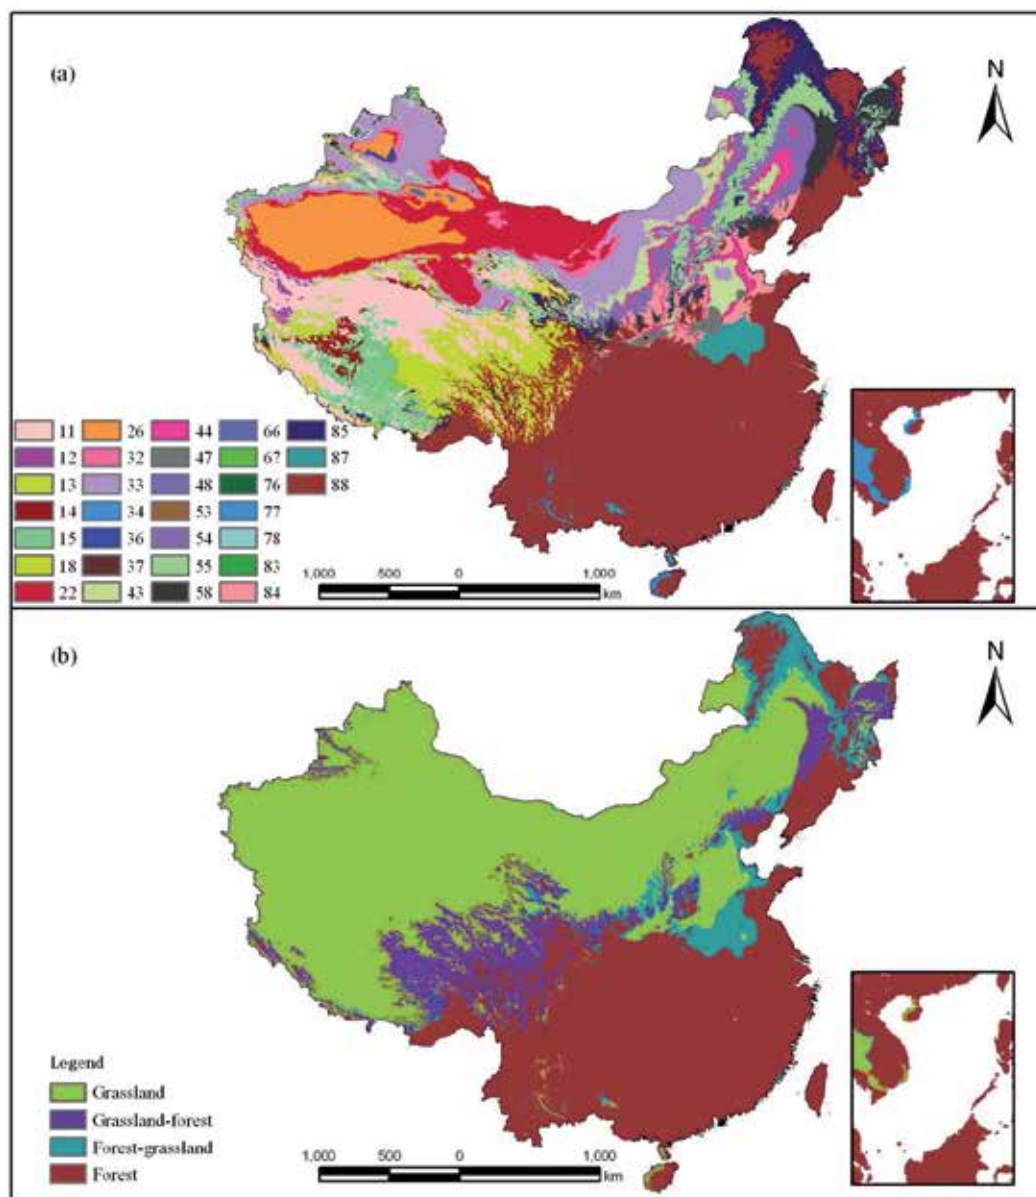 (a)
N
11 26 44 66 85
12 32 47 67 87
13 33 48 76 88
14 34 53 77
15 36 54 78
18 37 55 83
22 43 58 84
1,000 500 0 1,000
km
(b)
N
Legend
Grassland
Grassland-forest
Forest-grassland
Forest
1,000 500 0 1,000
km